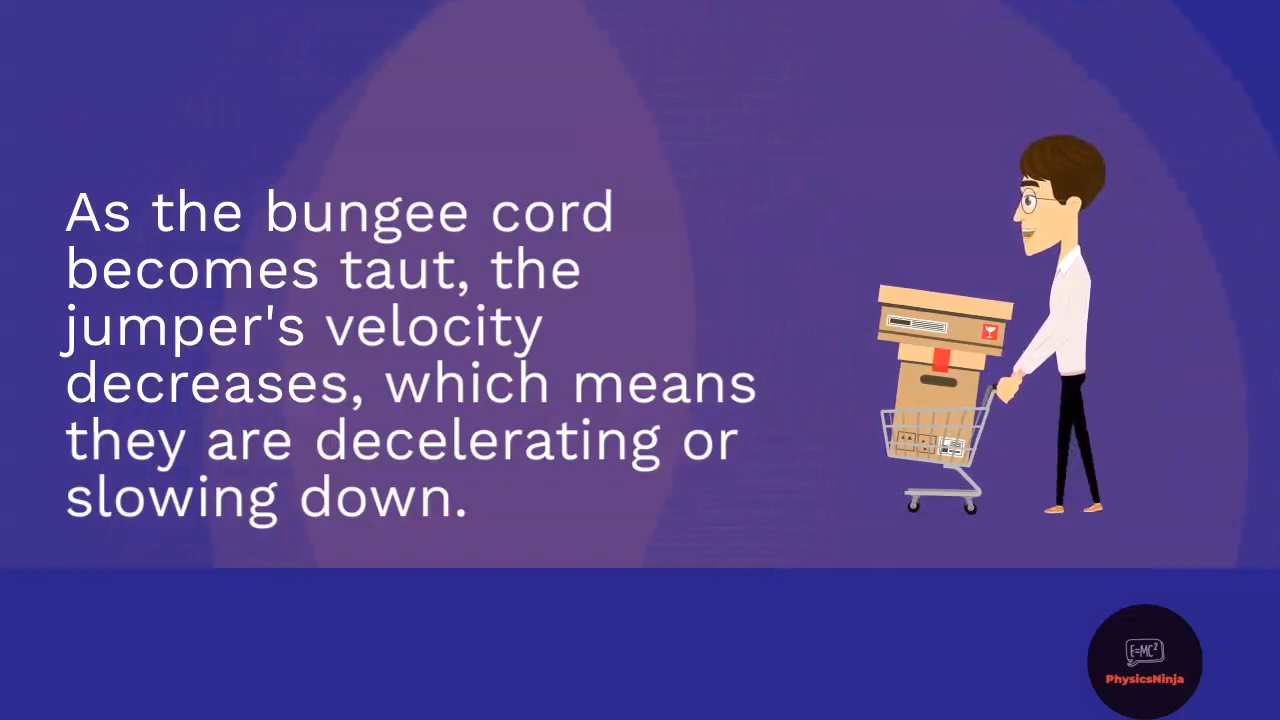 As the bungee cord
becomes taut, the
jumper's velocity
decreases, which means
they are decelerating or
slowing down.
E=MC²
PhysicsNinja